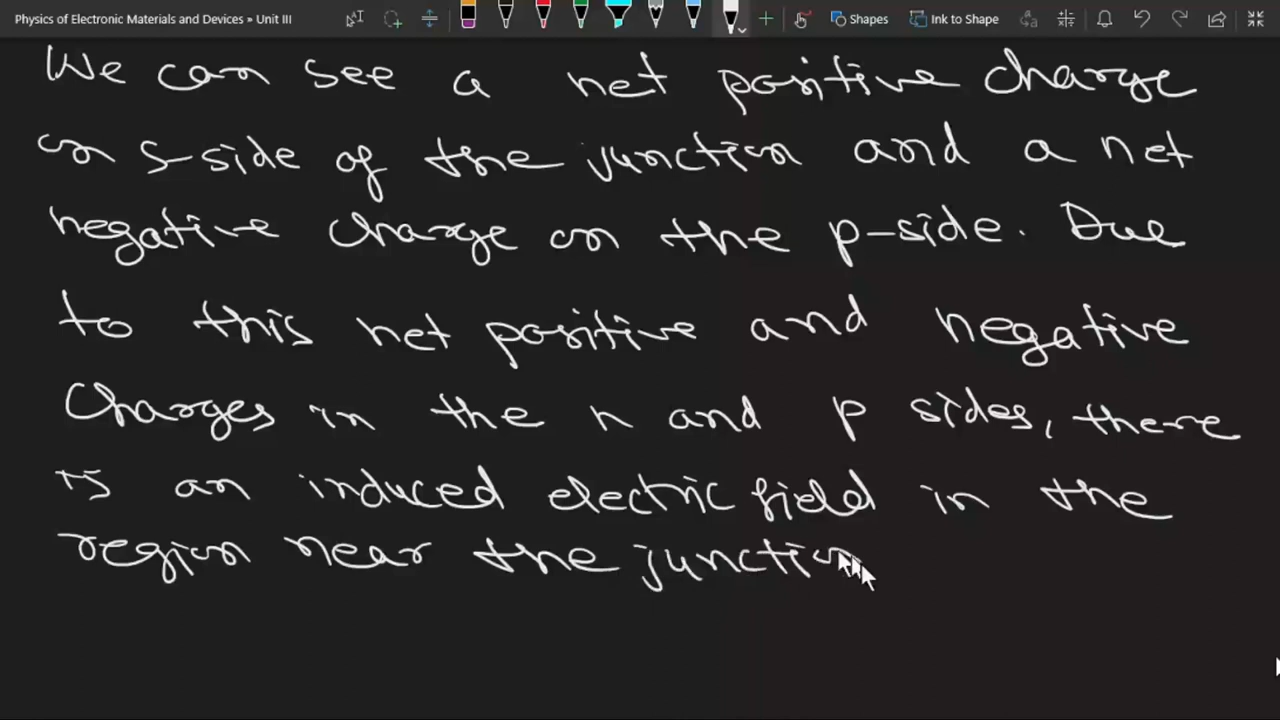 Physics of Electronic Materials and Devices » Unit III
Shapes
Ink to Shape
We can see a net positive charge
on s-side of the junction and a net
negative charge on the p-side. Due
to this net positive and negative
charges in the n and p sides, there
is an induced electric field in the
region near the junction